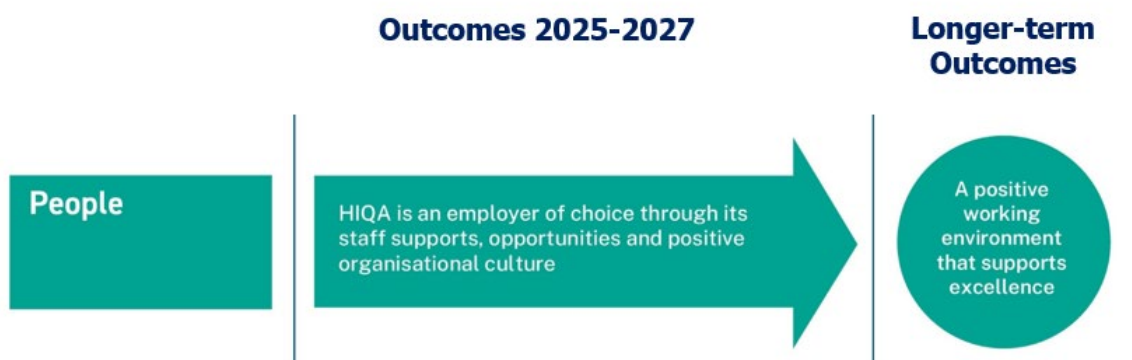 Outcomes 2025-2027
Longer-term
Outcomes
People
HIQA is an employer of choice through its
staff supports, opportunities and positive
organisational culture
A positive
working
environment
that supports
excellence